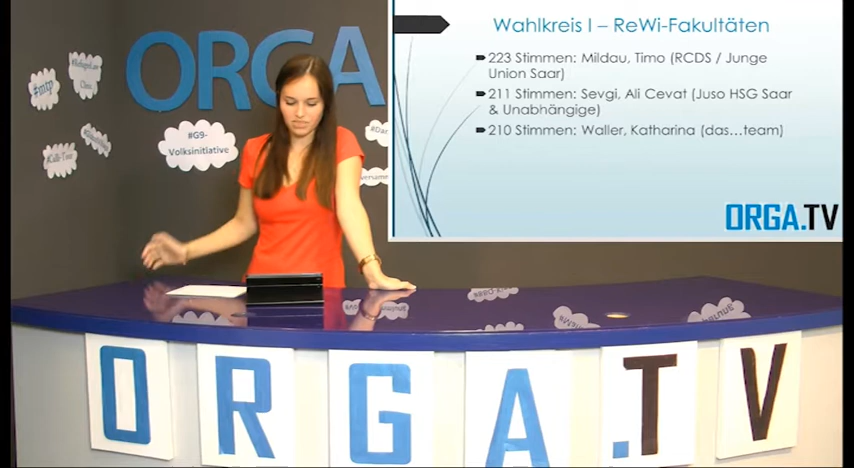 ORGA
#mtp
#G9-
Volksinitiative
Wahlkreis I – ReWi-Fakultäten
223 Stimmen: Mildau, Timo (RCDS / Junge
Union Saar)
211 Stimmen: Sevgi, Ali Cevat (Juso HSG Saar
& Unabhängige)
210 Stimmen: Waller, Katharina (das...team)
ORGA.TV
ORGA.TV